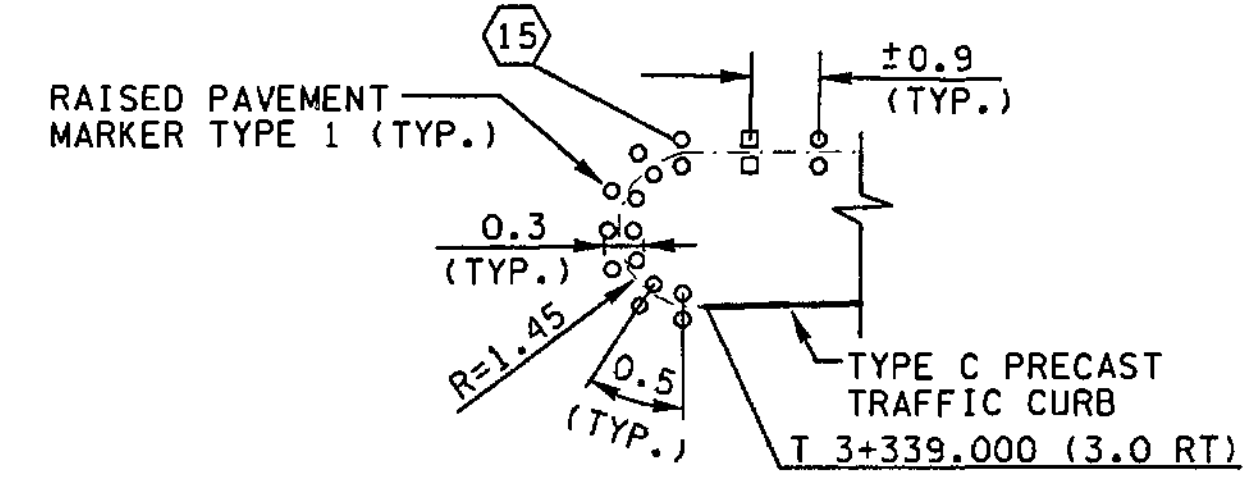 15
±0.9
(TYP.)
RAISED PAVEMENT
MARKER TYPE 1 (TYP.)
0.3
(TYP.)
R=1.45
0.5
(TYP.)
TYPE C PRECAST
TRAFFIC CURB
T 3+339.000 (3.0 RT)